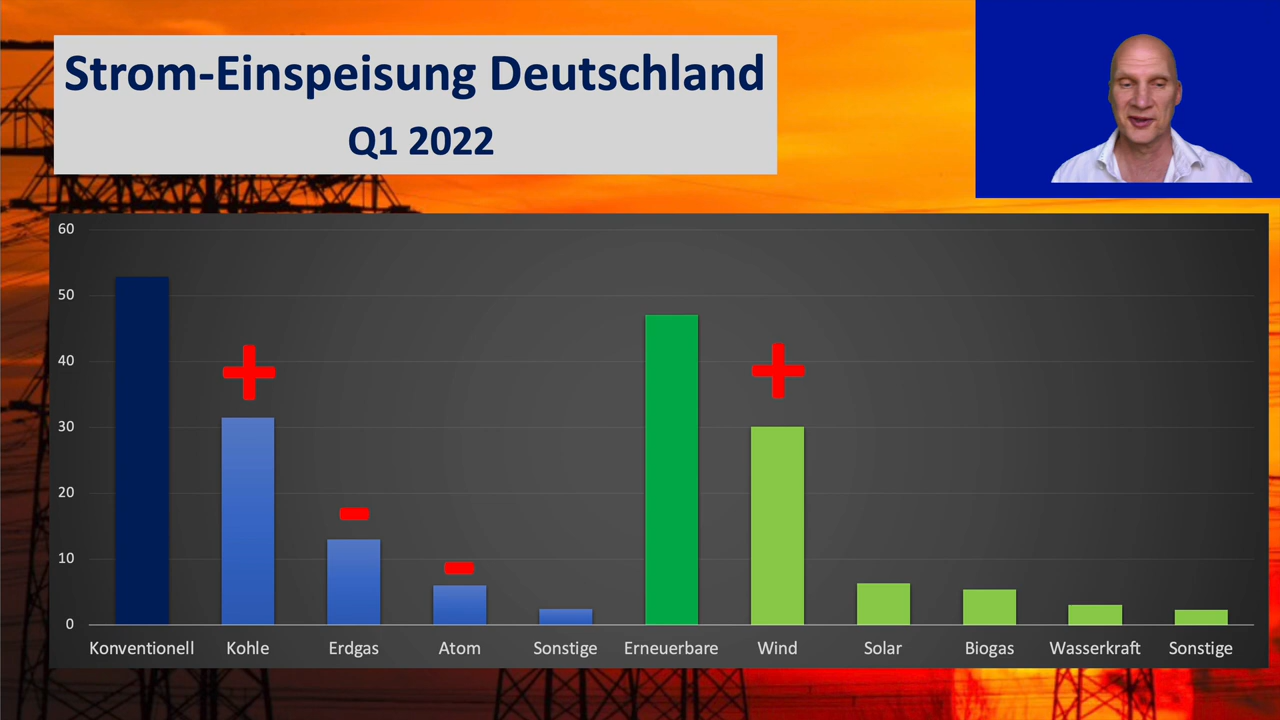 Strom-Einspeisung Deutschland
Q1 2022
60
50
40
30
20
10
0
Konventionell Kohle Erdgas Atom Sonstige Erneuerbare Wind Solar Biogas Wasserkraft Sonstige